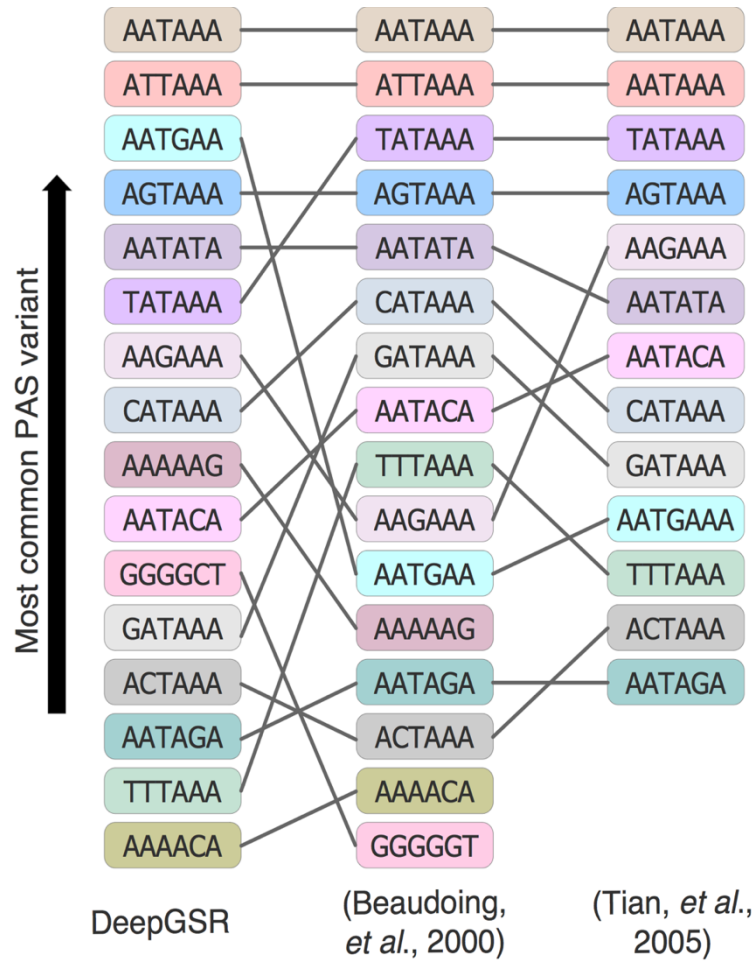 AATAAA AATAAA AATAAA
ATTAAA ATTAAA AATAAA
AATGAA TATAAA TATAAA
AGTAAA AGTAAA AGTAAA
AATATA AATATA AAGAAA
TATAAA CATAAA AATATA
AAGAAA GATAAA AATACA
CATAAA AATACA CATAAA
AAAAAG TTTAAA GATAAA
AATACA AAGAAA AATGAAA
GGGGCT AATGAA TTTAAA
GATAAA AAAAAG ACTAAA
ACTAAA AATAGA AATAGA
AATAGA ACTAAA
TTTAAA AAAACA
AAAACA GGGGGT
Most common PAS variant
DeepGSR
(Beaudoing,
et al., 2000)
(Tian, et al.,
2005)